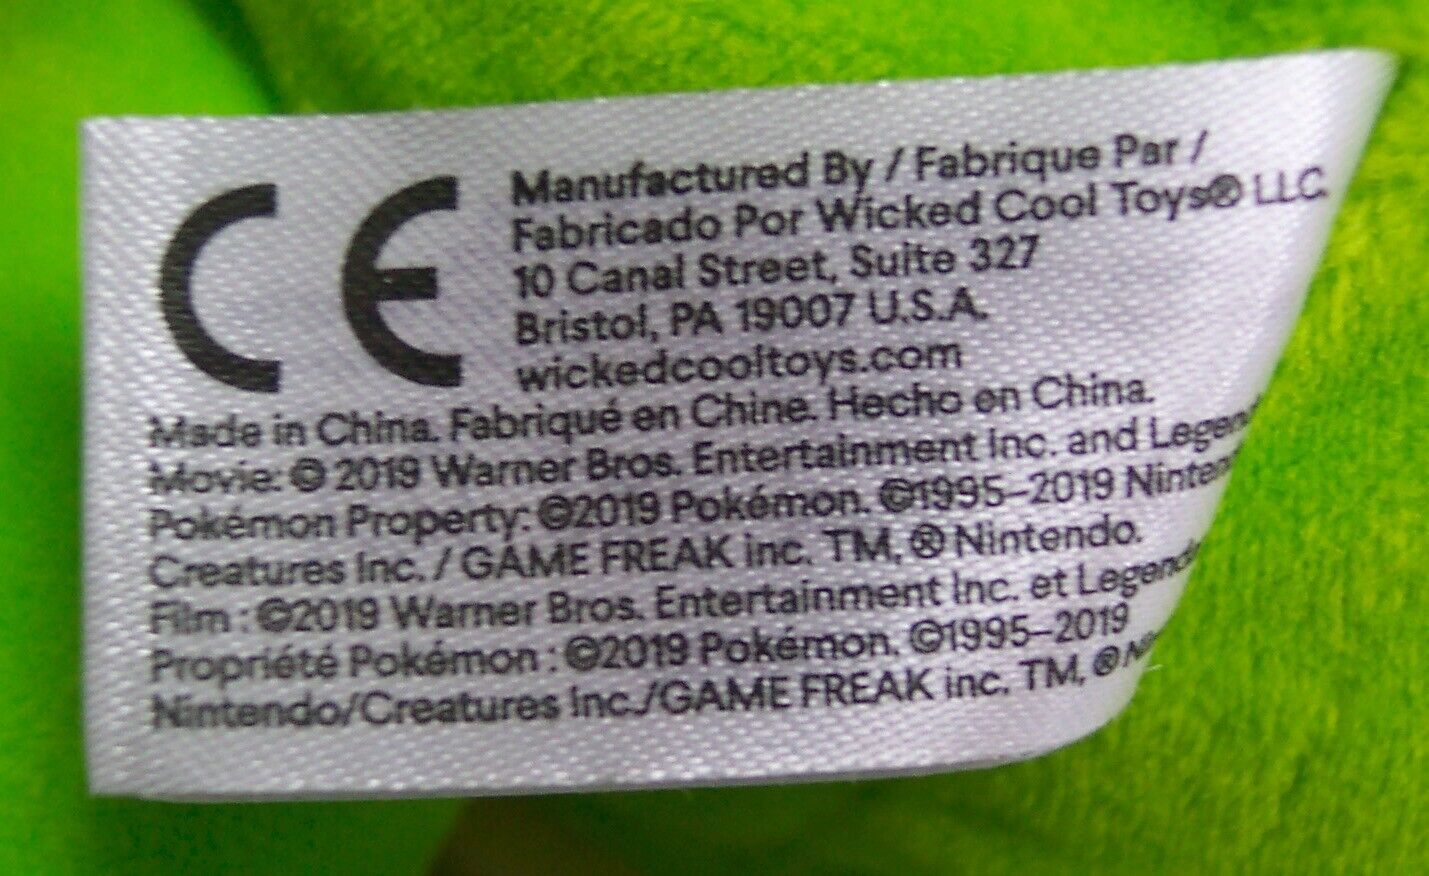 CE
Manufactured By / Fabrique Par /
Fabricado Por Wicked Cool Toys® LLC.
10 Canal Street, Suite 327
Bristol, PA 19007 U.S.A.
wickedcooltoys.com
Made in China. Fabriqué en Chine. Hecho en China.
Movie: © 2019 Warner Bros. Entertainment Inc. and
Pokémon Property: ©2019 Pokémon. ©1995–2019
Creatures Inc. / GAME FREAK inc. TM, ® Nintendo.
Film : ©2019 Warner Bros. Entertainment Inc. et
Propriété Pokémon : ©2019 Pokémon. ©1995–2019
Nintendo/Creatures Inc./GAME FREAK inc. TM, ®